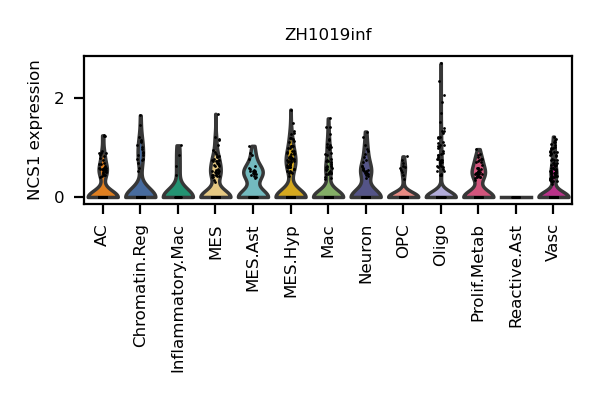 ZH1019inf
NCS1 expression
2
0
AC
Chromatin.Reg
Inflammatory.Mac
MES
MES.Ast
MES.Hyp
Mac
Neuron
OPC
Oligo
Prolif.Metab
Reactive.Ast
Vasc